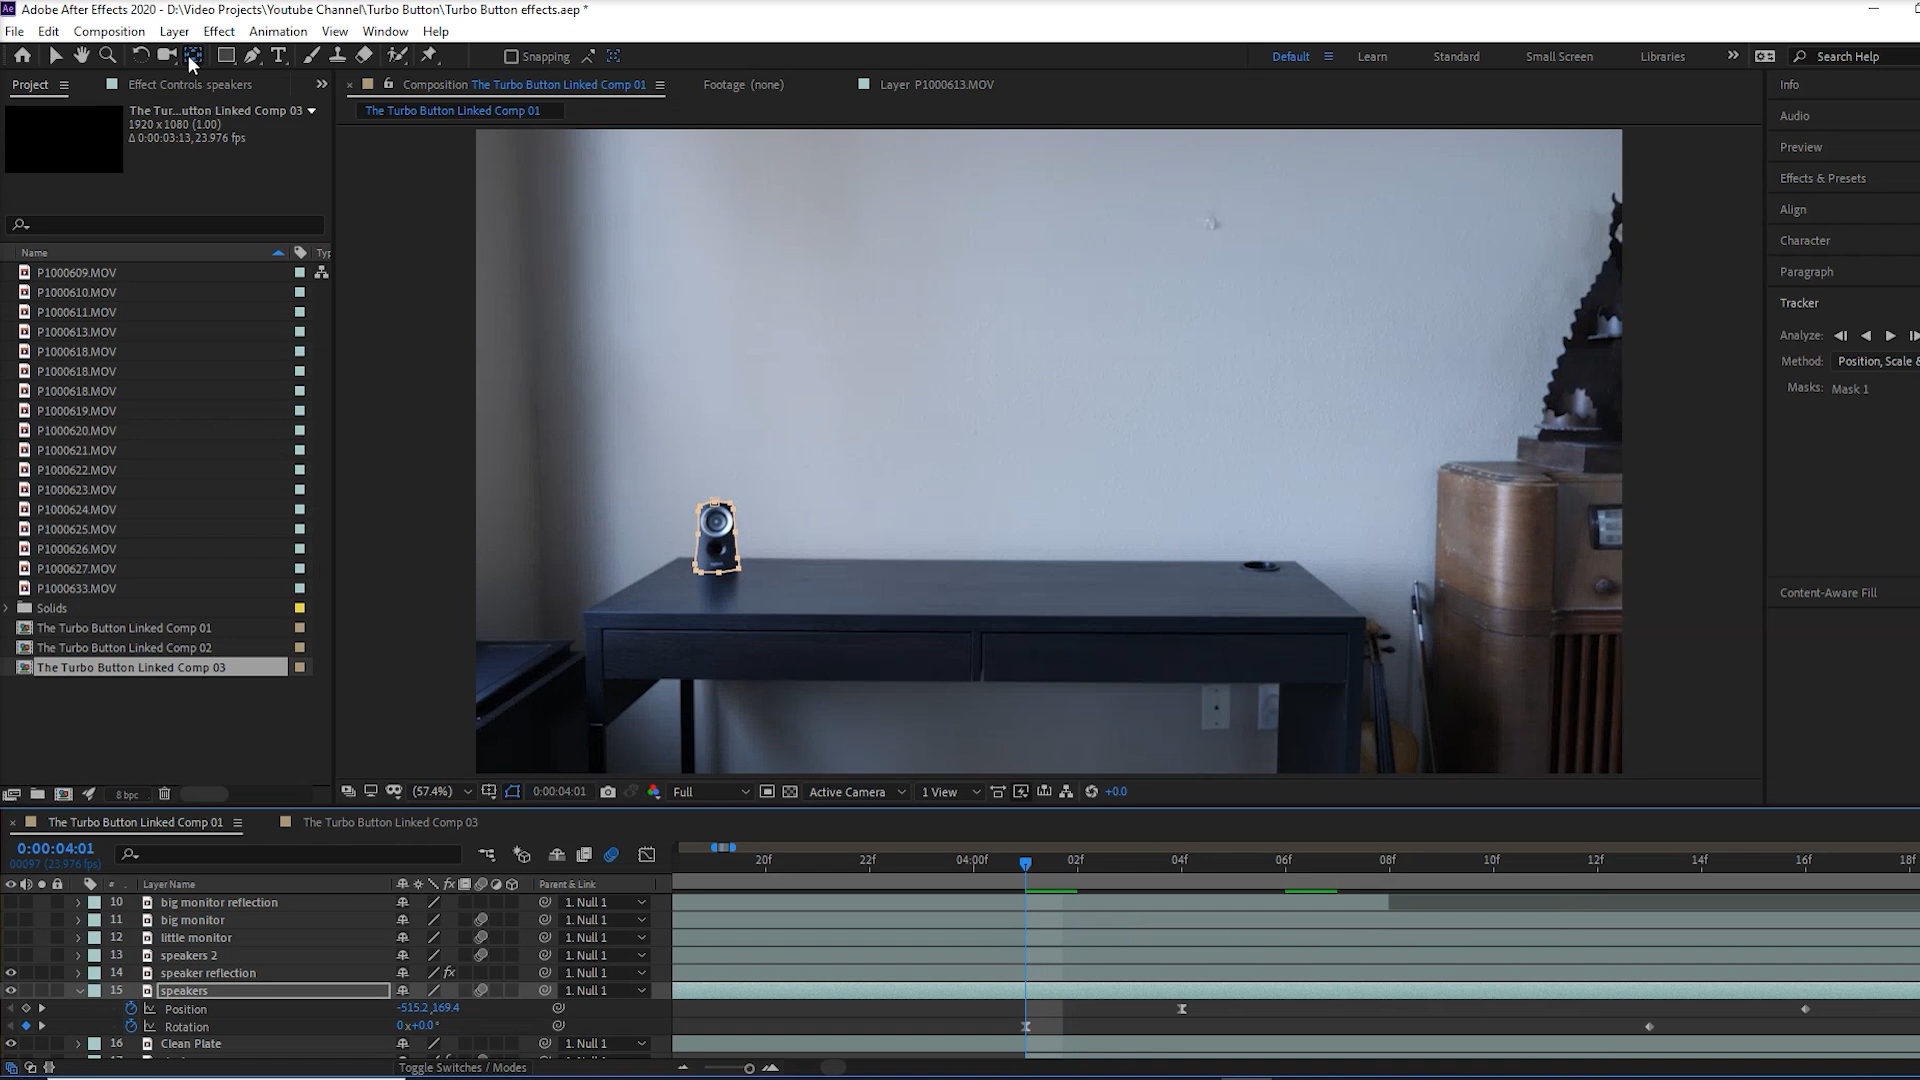 Ae Adobe After Effects 2020 - D:\Video Projects\Youtube Channel\Turbo Button\Turbo Button effects.aep *
File Edit Composition Layer Effect Animation View Window Help
Snapping
Default Learn Standard Small Screen Libraries Search Help
Project Effect Controls speakers
Composition The Turbo Button Linked Comp 01 Footage (none) Layer P1000613.MOV
The Turbo Button Linked Comp 01
The Tur...utton Linked Comp 03
1920 x 1080 (1.00)
Δ 0:00:03:13, 23.976 fps
Name Typ
P1000609.MOV
P1000610.MOV
P1000611.MOV
P1000613.MOV
P1000618.MOV
P1000618.MOV
P1000618.MOV
P1000619.MOV
P1000620.MOV
P1000621.MOV
P1000622.MOV
P1000623.MOV
P1000624.MOV
P1000625.MOV
P1000626.MOV
P1000627.MOV
P1000633.MOV
Solids
The Turbo Button Linked Comp 01
The Turbo Button Linked Comp 02
The Turbo Button Linked Comp 03
8 bpc
Info
Audio
Preview
Effects & Presets
Align
Character
Paragraph
Tracker
Analyze:
Method: Position, Scale &
Masks: Mask 1
Content-Aware Fill
(57.4%) 0:00:04:01 Full Active Camera 1 View +0.0
The Turbo Button Linked Comp 01 The Turbo Button Linked Comp 03
0:00:04:01
00097 (23.976 fps)
20f 22f 04:00f 02f 04f 06f 08f 10f 12f 14f 16f 18f
# Layer Name fx Parent & Link
10 big monitor reflection 1. Null 1
11 big monitor 1. Null 1
12 little monitor 1. Null 1
13 speakers 2 1. Null 1
14 speaker reflection fx 1. Null 1
15 speakers 1. Null 1
Position -515.2,169.4
Rotation 0x+0.0°
16 Clean Plate 1. Null 1
Toggle Switches / Modes